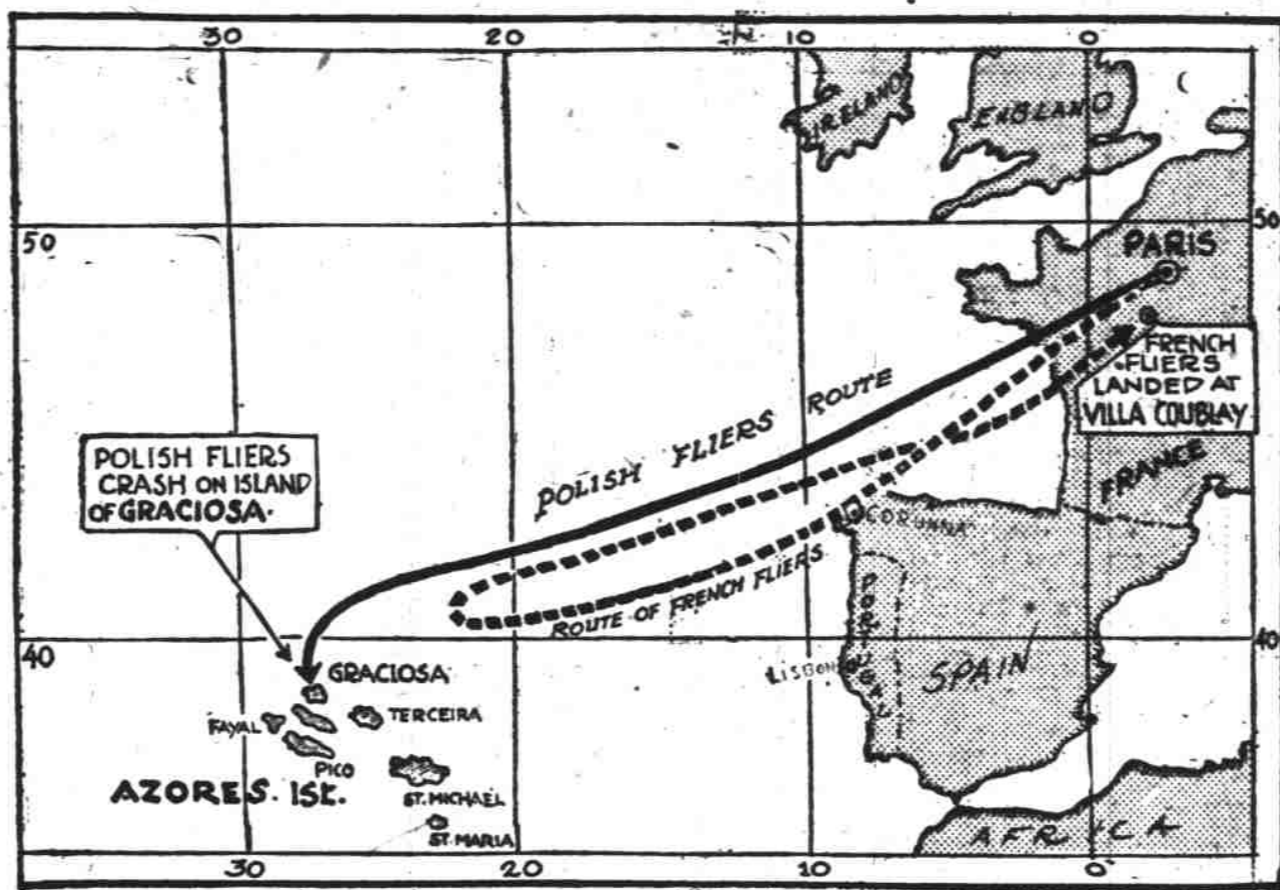 30 20 10 0
IRELAND
ENGLAND
50 50
PARIS
FRENCH
FLIERS
LANDED AT
VILLA COUBLAY
POLISH FLIERS ROUTE
POLISH FLIERS
CRASH ON ISLAND
OF GRACIOSA.
FRANCE
CORUNNA
ROUTE OF FRENCH FLIERS
PORTUGAL
40 40
LISBON
SPAIN
GRACIOSA
FAYAL
TERCEIRA
PICO
AZORES. ISL.
ST. MICHAEL
ST. MARIA
AFRICA
30 20 10 0